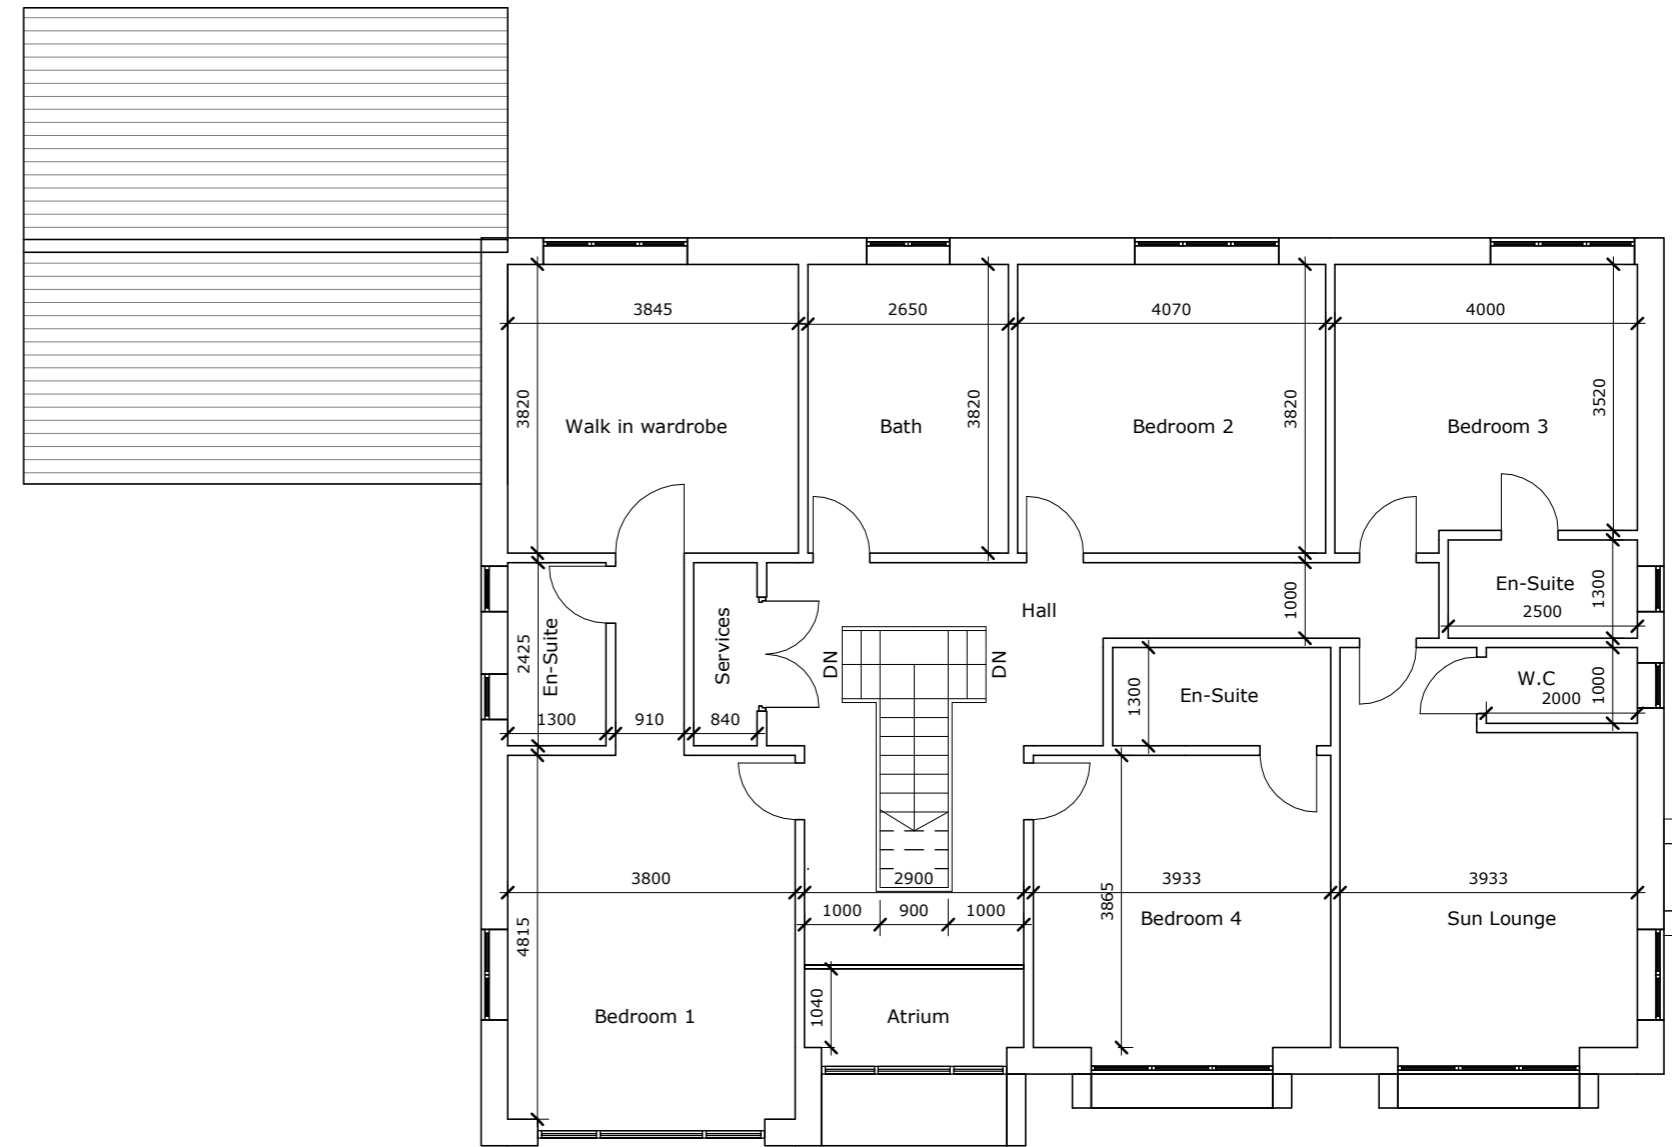 3845
2650
4070
4000
3820
3820
3820
3520
Walk in wardrobe
Bath
Bedroom 2
Bedroom 3
2425
En-Suite
Services
Hall
1000
En-Suite
1300
2500
DN
DN
1300
En-Suite
W.C
1000
2000
1300
910
840
3800
2900
3933
3933
1000
900
1000
3865
Bedroom 4
Sun Lounge
4815
1040
Bedroom 1
Atrium